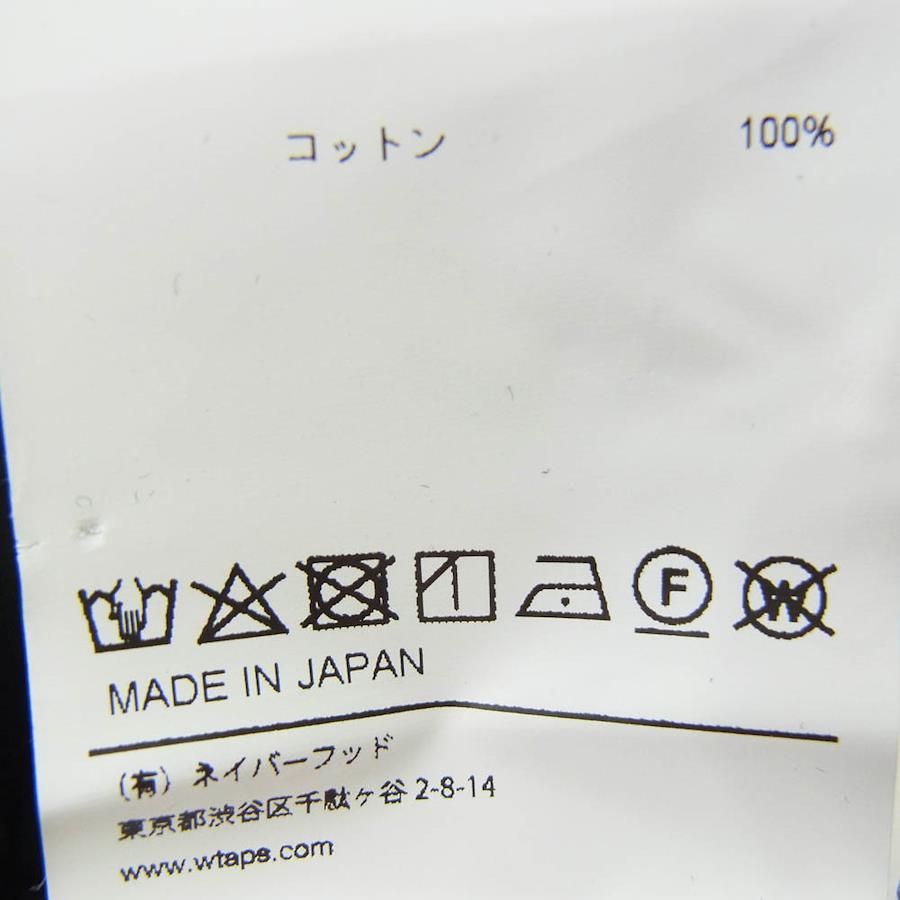 コットン 100%
F W
MADE IN JAPAN
(有) ネイバーフッド
東京都渋谷区千駄ヶ谷 2-8-14
www.wtaps.com